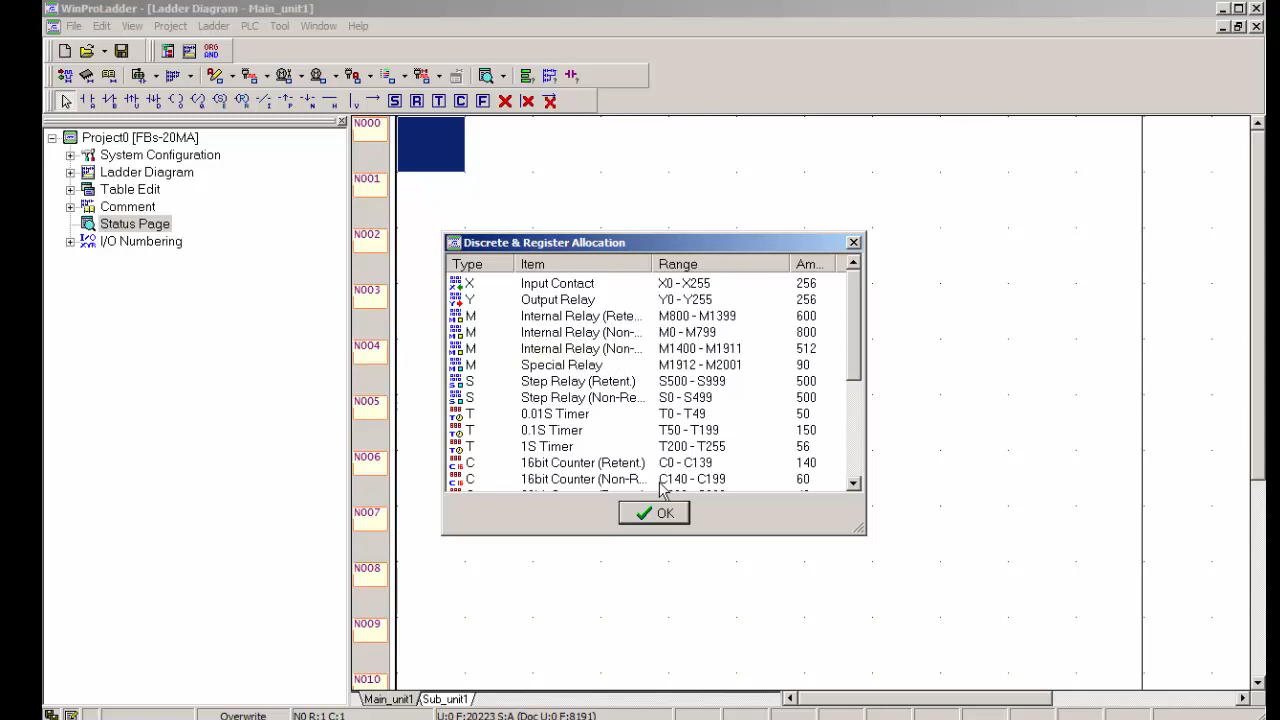 WinProLadder - [Ladder Diagram - Main_unit1]
File Edit View Project Ladder PLC Tool Window Help
ORG
AND
S R T C F
Project0 [FBs-20MA]
System Configuration
Ladder Diagram
Table Edit
Comment
Status Page
I/O Numbering
N000
N001
N002
N003
N004
N005
N006
N007
N008
N009
N010
Discrete & Register Allocation
Type Item Range Am...
X Input Contact X0 - X255 256
Y Output Relay Y0 - Y255 256
M Internal Relay (Rete... M800 - M1399 600
M Internal Relay (Non-... M0 - M799 800
M Internal Relay (Non-... M1400 - M1911 512
M Special Relay M1912 - M2001 90
S Step Relay (Retent.) S500 - S999 500
S Step Relay (Non-Re... S0 - S499 500
T 0.01S Timer T0 - T49 50
T 0.1S Timer T50 - T199 150
T 1S Timer T200 - T255 56
C 16bit Counter (Retent.) C0 - C139 140
C 16bit Counter (Non-R... C140 - C199 60
OK
Main_unit1 Sub_unit1
Overwrite N0 R:1 C:1 U:0 F:20223 S:A (Doc U:0 F:8191)